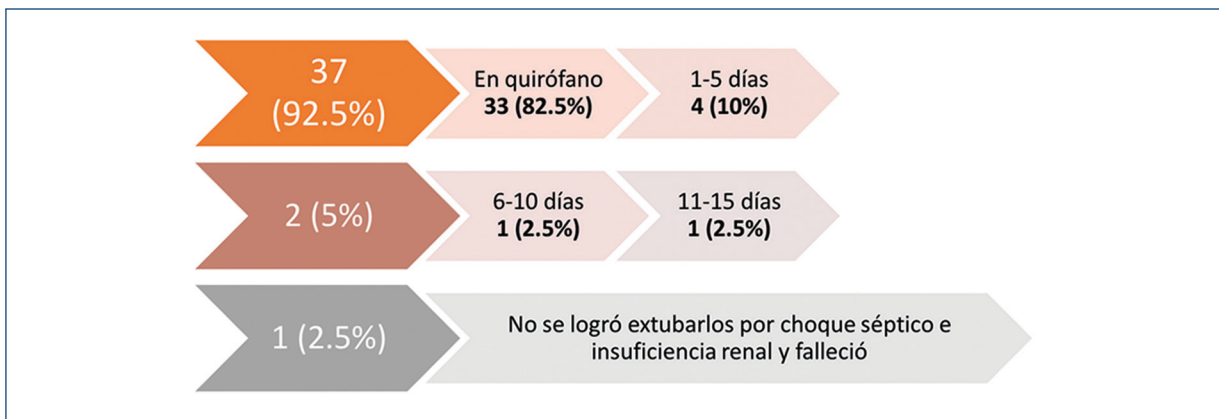 37
(92.5%)
En quirófano
33 (82.5%)
1-5 días
4 (10%)
2 (5%)
6-10 días
1 (2.5%)
11-15 días
1 (2.5%)
1 (2.5%)
No se logró extubarlos por choque séptico e
insuficiencia renal y falleció